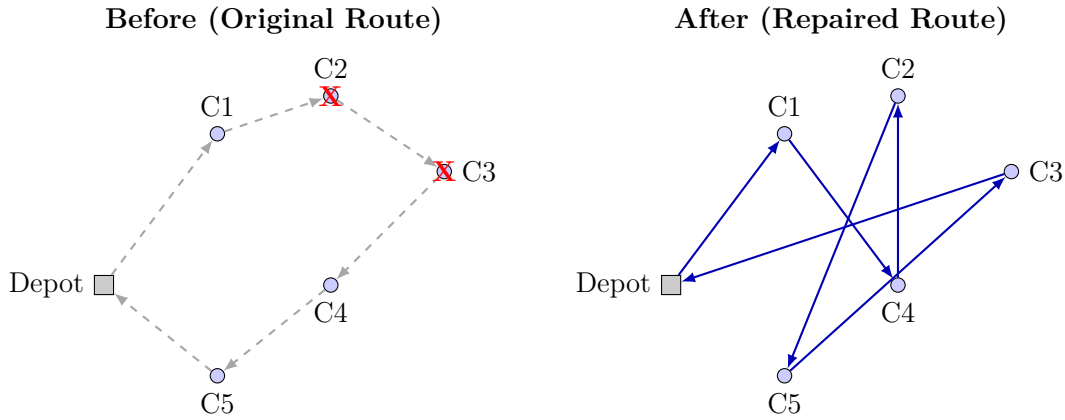 Before (Original Route)
C2
C1
X
X
C3
Depot
C4
C5
After (Repaired Route)
C2
C1
C3
Depot
C4
C5